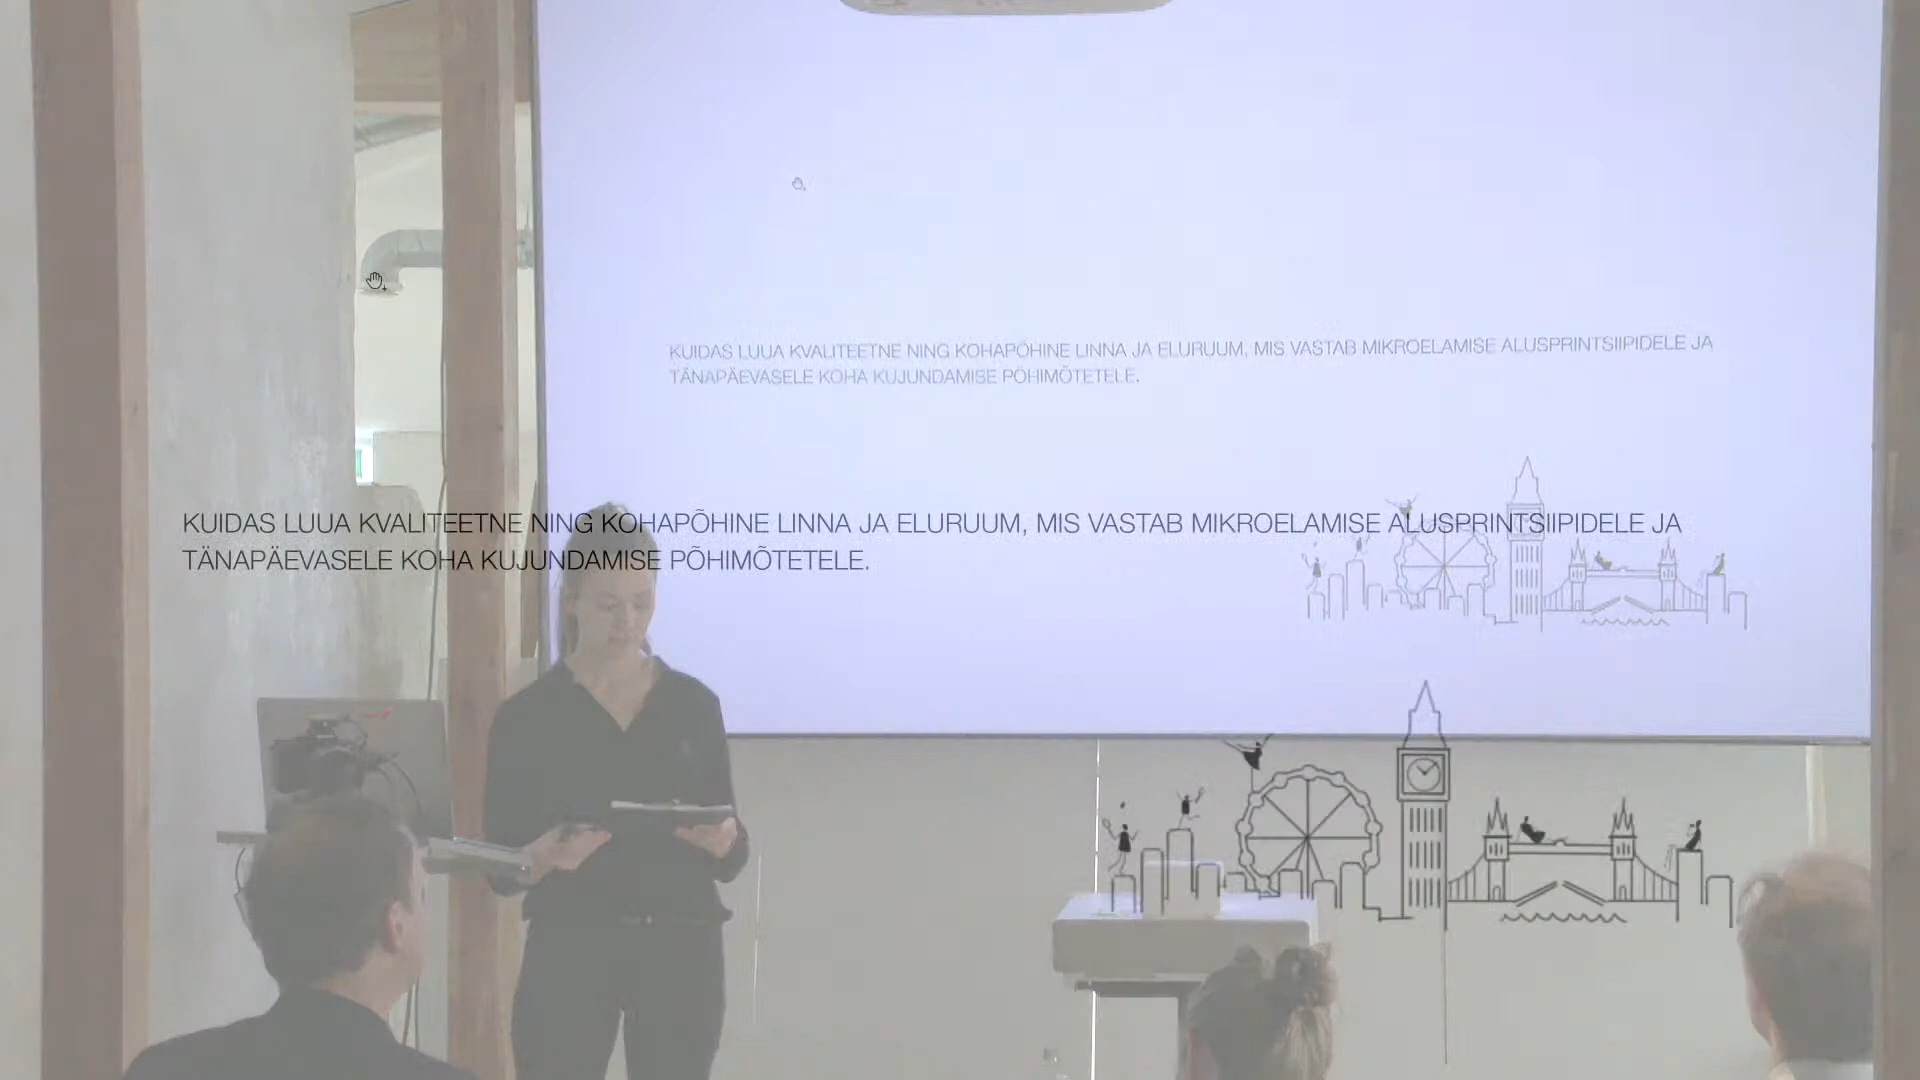 KUIDAS LUUA KVALITEETNE NING KOHAPÕHINE LINNA JA ELURUUM, MIS VASTAB MIKROELAMISE ALUSPRINTSIIPIDELE JA
TÄNAPÄEVASELE KOHA KUJUNDAMISE PÕHIMÕTETELE.
KUIDAS LUUA KVALITEETNE NING KOHAPÕHINE LINNA JA ELURUUM, MIS VASTAB MIKROELAMISE ALUSPRINTSIIPIDELE JA
TÄNAPÄEVASELE KOHA KUJUNDAMISE PÕHIMÕTETELE.